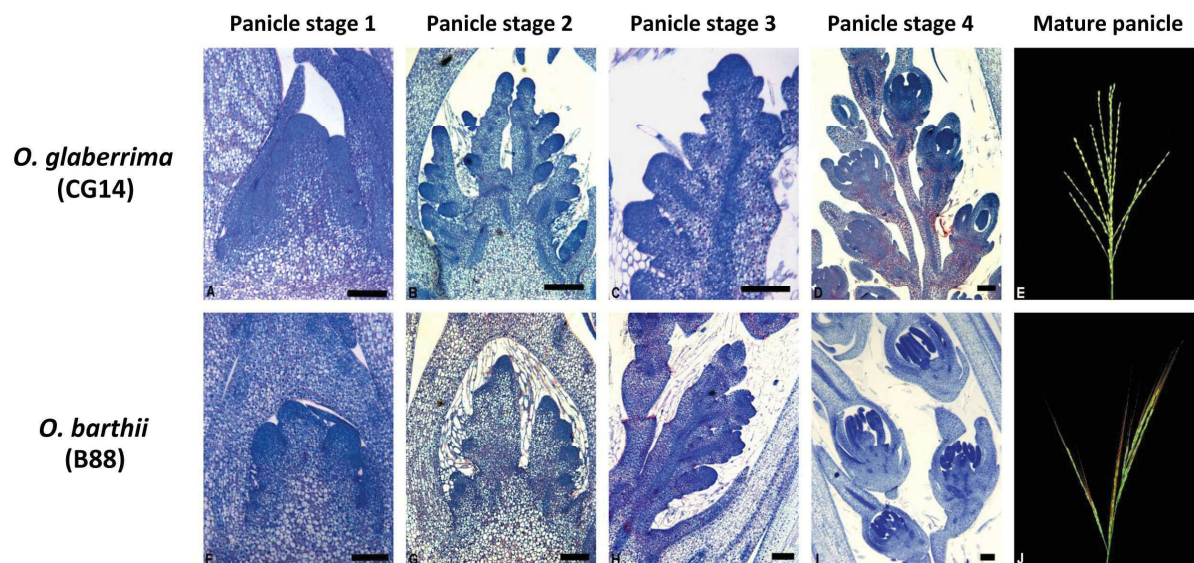 Panicle stage 1 Panicle stage 2 Panicle stage 3 Panicle stage 4 Mature panicle
O. glaberrima
(CG14)
A B C D E
O. barthii
(B88)
F G H I J